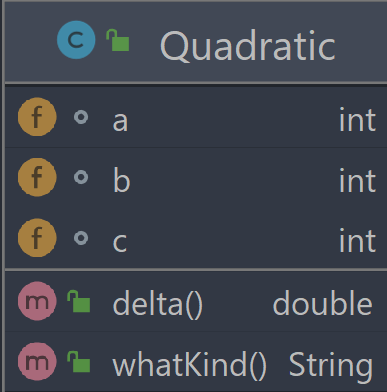 C Quadratic
f a int
f b int
f c int
m delta() double
m whatKind() String